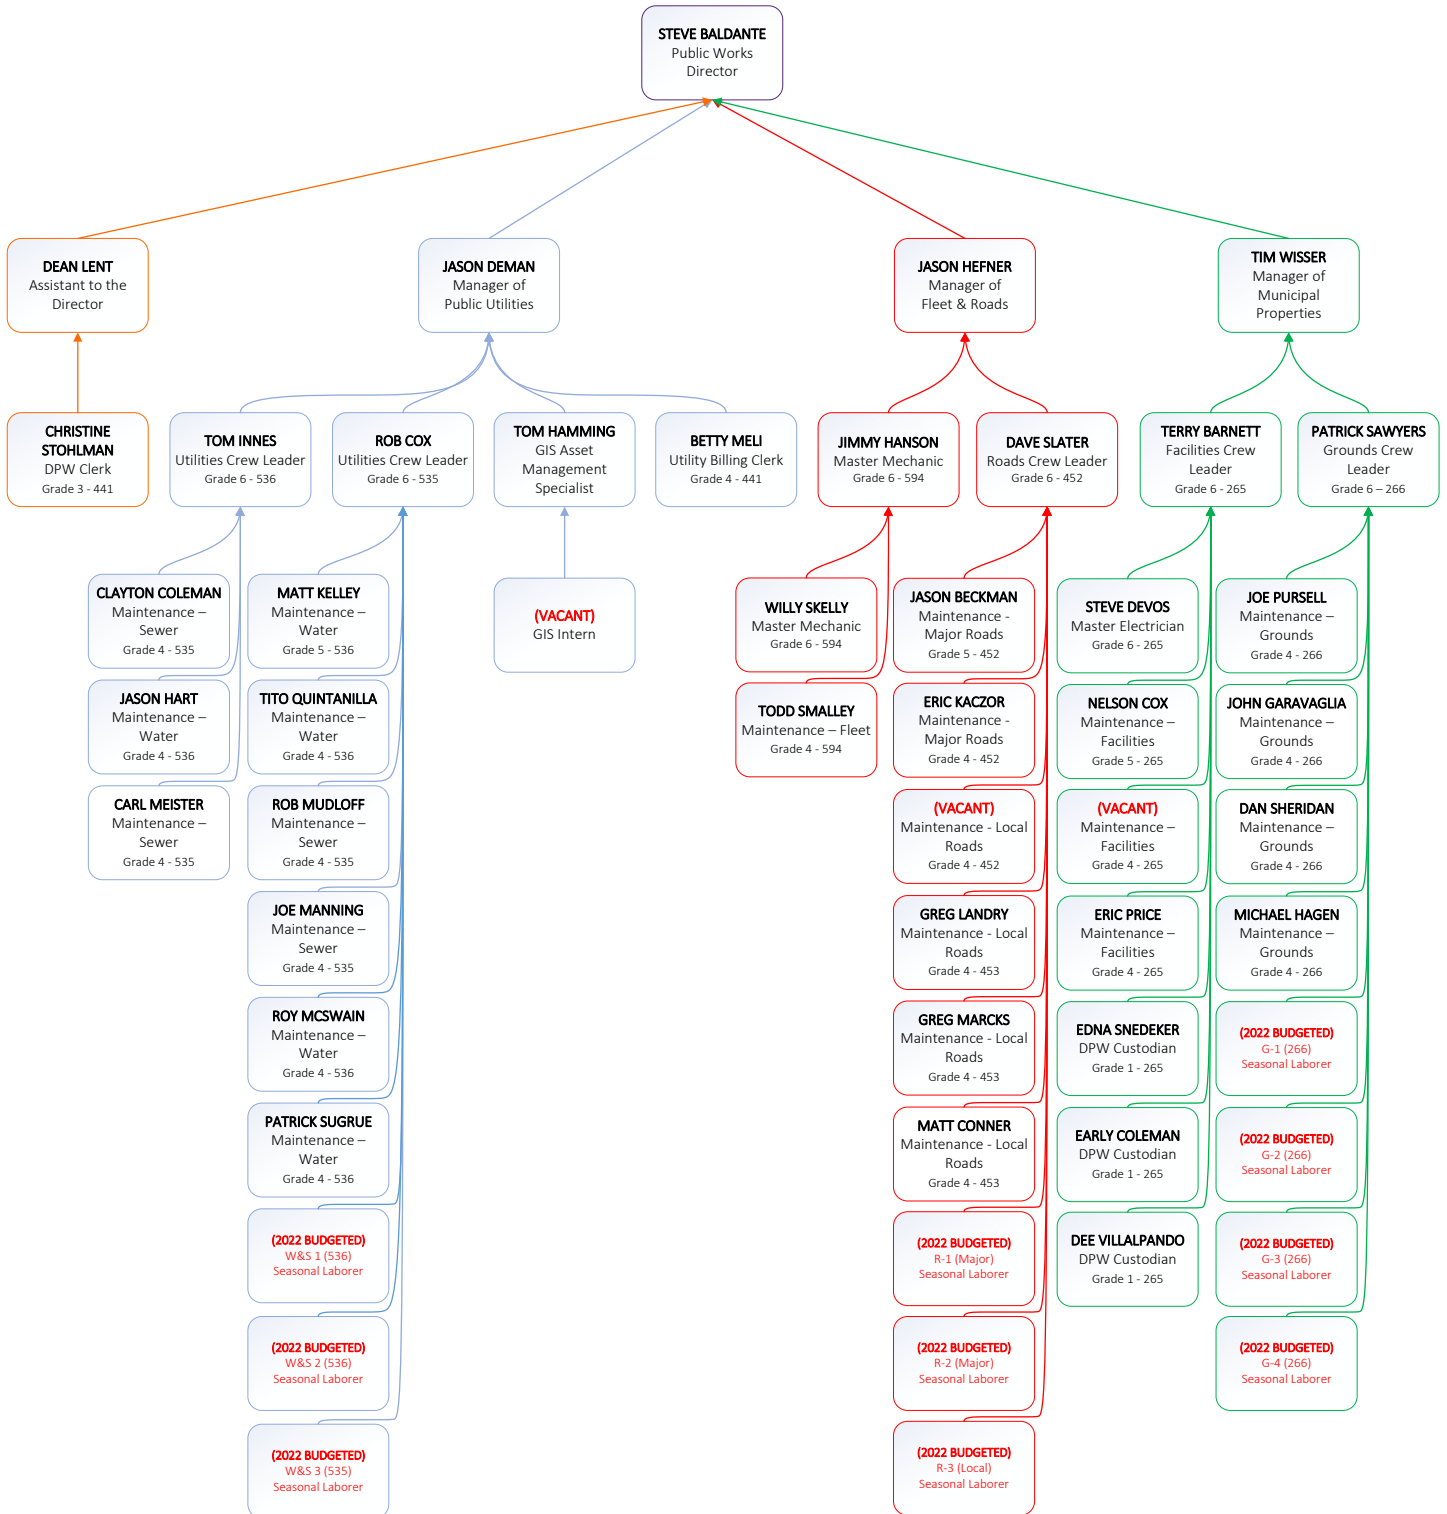 STEVE BALDANTE
Public Works
Director
DEAN LENT
Assistant to the
Director
JASON DEMAN
Manager of
Public Utilities
JASON HEFNER
Manager of
Fleet & Roads
TIM WISSER
Manager of
Municipal
Properties
CHRISTINE
STOHLMAN
DPW Clerk
Grade 3 - 441
TOM INNES
Utilities Crew Leader
Grade 6 - 536
ROB COX
Utilities Crew Leader
Grade 6 - 535
TOM HAMMING
GIS Asset
Management
Specialist
BETTY MELI
Utility Billing Clerk
Grade 4 - 441
JIMMY HANSON
Master Mechanic
Grade 6 - 594
DAVE SLATER
Roads Crew Leader
Grade 6 - 452
TERRY BARNETT
Facilities Crew
Leader
Grade 6 - 265
PATRICK SAWYERS
Grounds Crew
Leader
Grade 6 – 266
CLAYTON COLEMAN
Maintenance –
Sewer
Grade 4 - 535
JASON HART
Maintenance –
Water
Grade 4 - 536
CARL MEISTER
Maintenance –
Sewer
Grade 4 - 535
MATT KELLEY
Maintenance –
Water
Grade 5 - 536
TITO QUINTANILLA
Maintenance –
Water
Grade 4 - 536
ROB MUDLOFF
Maintenance –
Sewer
Grade 4 - 535
JOE MANNING
Maintenance –
Sewer
Grade 4 - 535
ROY MCSWAIN
Maintenance –
Water
Grade 4 - 536
PATRICK SUGRUE
Maintenance –
Water
Grade 4 - 536
(2022 BUDGETED)
W&S 1 (536)
Seasonal Laborer
(2022 BUDGETED)
W&S 2 (536)
Seasonal Laborer
(2022 BUDGETED)
W&S 3 (535)
Seasonal Laborer
(VACANT)
GIS Intern
WILLY SKELLY
Master Mechanic
Grade 6 - 594
TODD SMALLEY
Maintenance – Fleet
Grade 4 - 594
JASON BECKMAN
Maintenance -
Major Roads
Grade 5 - 452
ERIC KACZOR
Maintenance -
Major Roads
Grade 4 - 452
(VACANT)
Maintenance - Local
Roads
Grade 4 - 452
GREG LANDRY
Maintenance - Local
Roads
Grade 4 - 453
GREG MARCKS
Maintenance - Local
Roads
Grade 4 - 453
MATT CONNER
Maintenance - Local
Roads
Grade 4 - 453
(2022 BUDGETED)
R-1 (Major)
Seasonal Laborer
(2022 BUDGETED)
R-2 (Major)
Seasonal Laborer
(2022 BUDGETED)
R-3 (Local)
Seasonal Laborer
STEVE DEVOS
Master Electrician
Grade 6 - 265
NELSON COX
Maintenance –
Facilities
Grade 5 - 265
(VACANT)
Maintenance –
Facilities
Grade 4 - 265
ERIC PRICE
Maintenance –
Facilities
Grade 4 - 265
EDNA SNEDEKER
DPW Custodian
Grade 1 - 265
EARLY COLEMAN
DPW Custodian
Grade 1 - 265
DEE VILLALPANDO
DPW Custodian
Grade 1 - 265
JOE PURSELL
Maintenance –
Grounds
Grade 4 - 266
JOHN GARAVAGLIA
Maintenance –
Grounds
Grade 4 - 266
DAN SHERIDAN
Maintenance –
Grounds
Grade 4 - 266
MICHAEL HAGEN
Maintenance –
Grounds
Grade 4 - 266
(2022 BUDGETED)
G-1 (266)
Seasonal Laborer
(2022 BUDGETED)
G-2 (266)
Seasonal Laborer
(2022 BUDGETED)
G-3 (266)
Seasonal Laborer
(2022 BUDGETED)
G-4 (266)
Seasonal Laborer